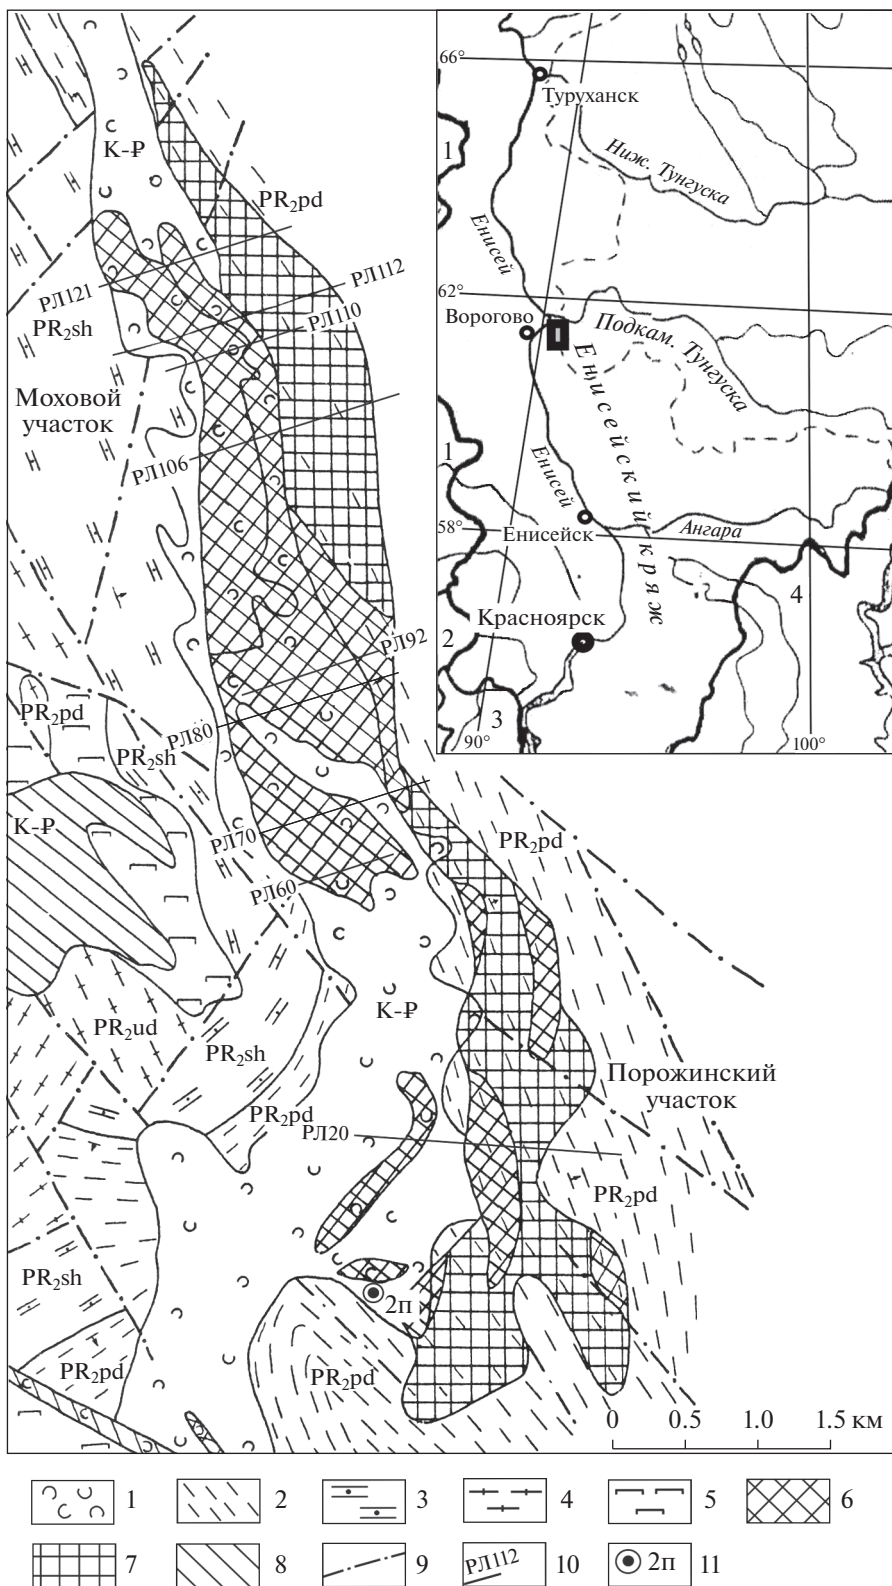 К-Ꝑ
PR₂pd
РЛ121
РЛ112
РЛ110
PR₂sh
Моховой
участок
РЛ106
РЛ92
РЛ80
PR₂pd
PR₂sh
К-Ꝑ
РЛ70
РЛ60
PR₂pd
К-Ꝑ
PR₂ud
PR₂sh
Порожинский
участок
PR₂pd
РЛ20
PR₂pd
PR₂sh
2п
PR₂pd
PR₂pd
0 0.5 1.0 1.5 км
66°
Туруханск
1
Ниж. Тунгуска
Енисей
62°
Ворогово
Подкам. Тунгуска
Енисейский кряж
1
Енисей
58°
Енисейск
Ангара
Красноярск
4
2
3
90°
100°
1 2 3 4 5 6
7 8 9 РЛ112 10 2п 11